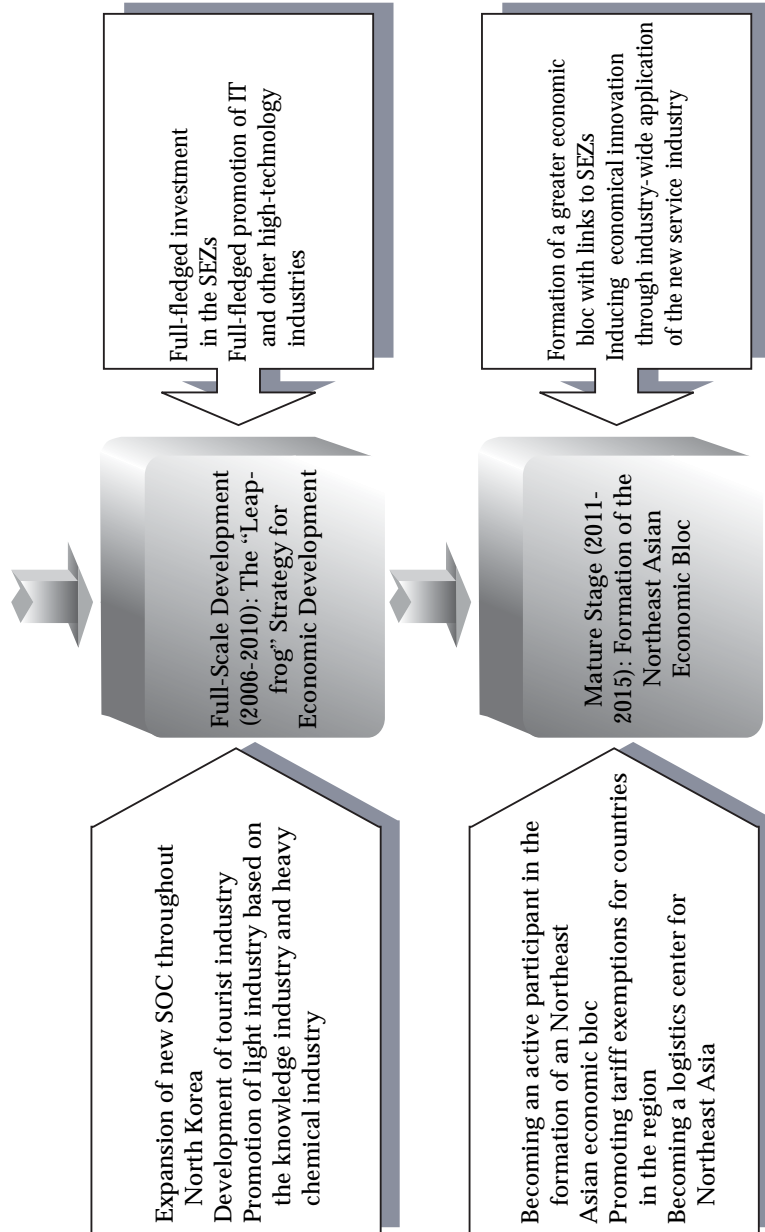 Expansion of new SOC throughout
North Korea
Development of tourist industry
Promotion of light industry based on
the knowledge industry and heavy
chemical industry
Full-Scale Development
(2006-2010): The “Leap-
frog” Strategy for
Economic Development
Full-fledged investment
in the SEZs
Full-fledged promotion of IT
and other high-technology
industries
Becoming an active participant in the
formation of an Northeast
Asian economic bloc
Promoting tariff exemptions for countries
in the region
Becoming a logistics center for
Northeast Asia
Mature Stage (2011-
2015): Formation of the
Northeast Asian
Economic Bloc
Formation of a greater economic
bloc with links to SEZs
Inducing economical innovation
through industry-wide application
of the new service industry